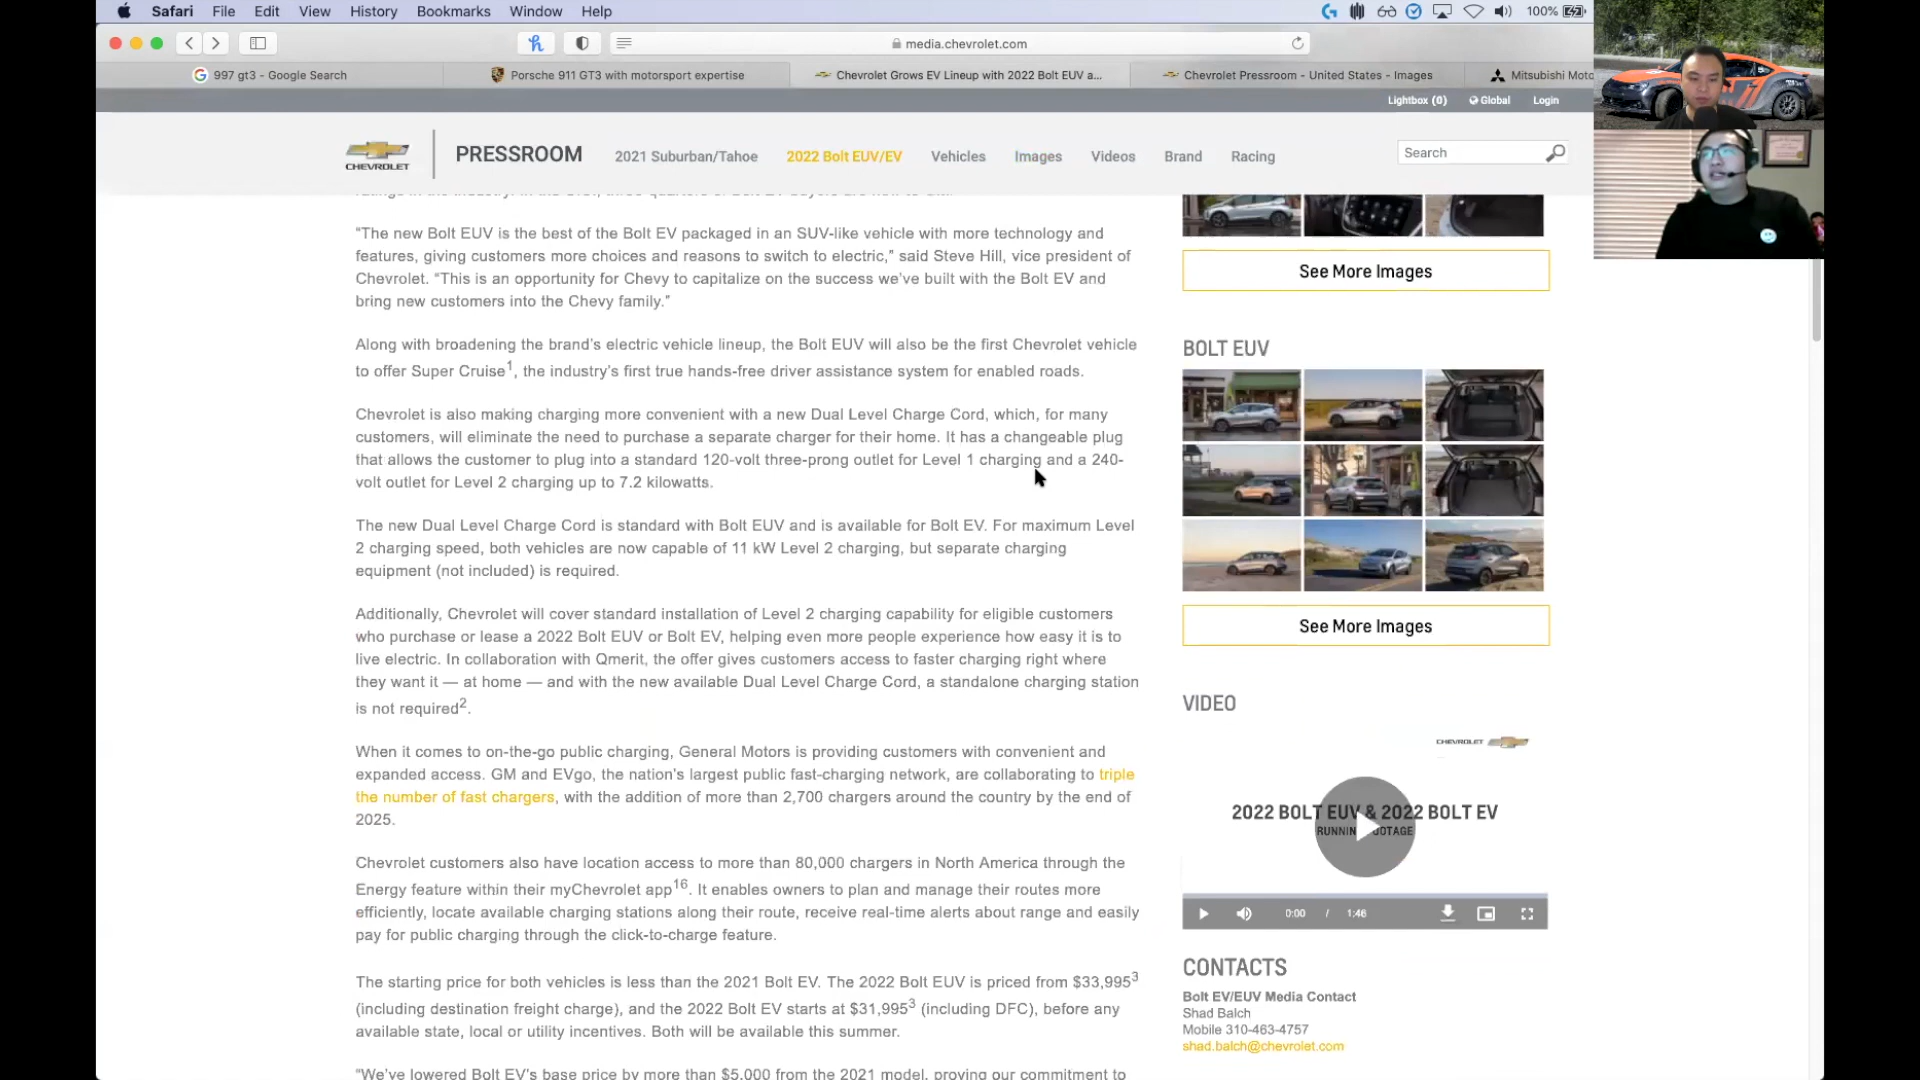 Safari File Edit View History Bookmarks Window Help
100%
media.chevrolet.com
997 gt3 - Google Search
Porsche 911 GT3 with motorsport expertise
Chevrolet Grows EV Lineup with 2022 Bolt EUV a...
Chevrolet Pressroom - United States - Images
Mitsubishi Moto
Lightbox (0) Global Login
CHEVROLET
PRESSROOM
2021 Suburban/Tahoe
2022 Bolt EUV/EV
Vehicles
Images
Videos
Brand
Racing
Search
“The new Bolt EUV is the best of the Bolt EV packaged in an SUV-like vehicle with more technology and
features, giving customers more choices and reasons to switch to electric,” said Steve Hill, vice president of
Chevrolet. “This is an opportunity for Chevy to capitalize on the success we’ve built with the Bolt EV and
bring new customers into the Chevy family.”
Along with broadening the brand’s electric vehicle lineup, the Bolt EUV will also be the first Chevrolet vehicle
to offer Super Cruise1, the industry’s first true hands-free driver assistance system for enabled roads.
Chevrolet is also making charging more convenient with a new Dual Level Charge Cord, which, for many
customers, will eliminate the need to purchase a separate charger for their home. It has a changeable plug
that allows the customer to plug into a standard 120-volt three-prong outlet for Level 1 charging and a 240-
volt outlet for Level 2 charging up to 7.2 kilowatts.
The new Dual Level Charge Cord is standard with Bolt EUV and is available for Bolt EV. For maximum Level
2 charging speed, both vehicles are now capable of 11 kW Level 2 charging, but separate charging
equipment (not included) is required.
Additionally, Chevrolet will cover standard installation of Level 2 charging capability for eligible customers
who purchase or lease a 2022 Bolt EUV or Bolt EV, helping even more people experience how easy it is to
live electric. In collaboration with Qmerit, the offer gives customers access to faster charging right where
they want it — at home — and with the new available Dual Level Charge Cord, a standalone charging station
is not required2.
When it comes to on-the-go public charging, General Motors is providing customers with convenient and
expanded access. GM and EVgo, the nation’s largest public fast-charging network, are collaborating to triple
the number of fast chargers, with the addition of more than 2,700 chargers around the country by the end of
2025.
Chevrolet customers also have location access to more than 80,000 chargers in North America through the
Energy feature within their myChevrolet app16. It enables owners to plan and manage their routes more
efficiently, locate available charging stations along their route, receive real-time alerts about range and easily
pay for public charging through the click-to-charge feature.
The starting price for both vehicles is less than the 2021 Bolt EV. The 2022 Bolt EUV is priced from $33,9953
(including destination freight charge), and the 2022 Bolt EV starts at $31,9953 (including DFC), before any
available state, local or utility incentives. Both will be available this summer.
“We’ve lowered Bolt EV’s base price by more than $5,000 from the 2021 model, proving our commitment to
See More Images
BOLT EUV
See More Images
VIDEO
CHEVROLET
2022 BOLT EUV & 2022 BOLT EV
0:00 / 1:46
CONTACTS
Bolt EV/EUV Media Contact
Shad Balch
Mobile 310-463-4757
shad.balch@chevrolet.com